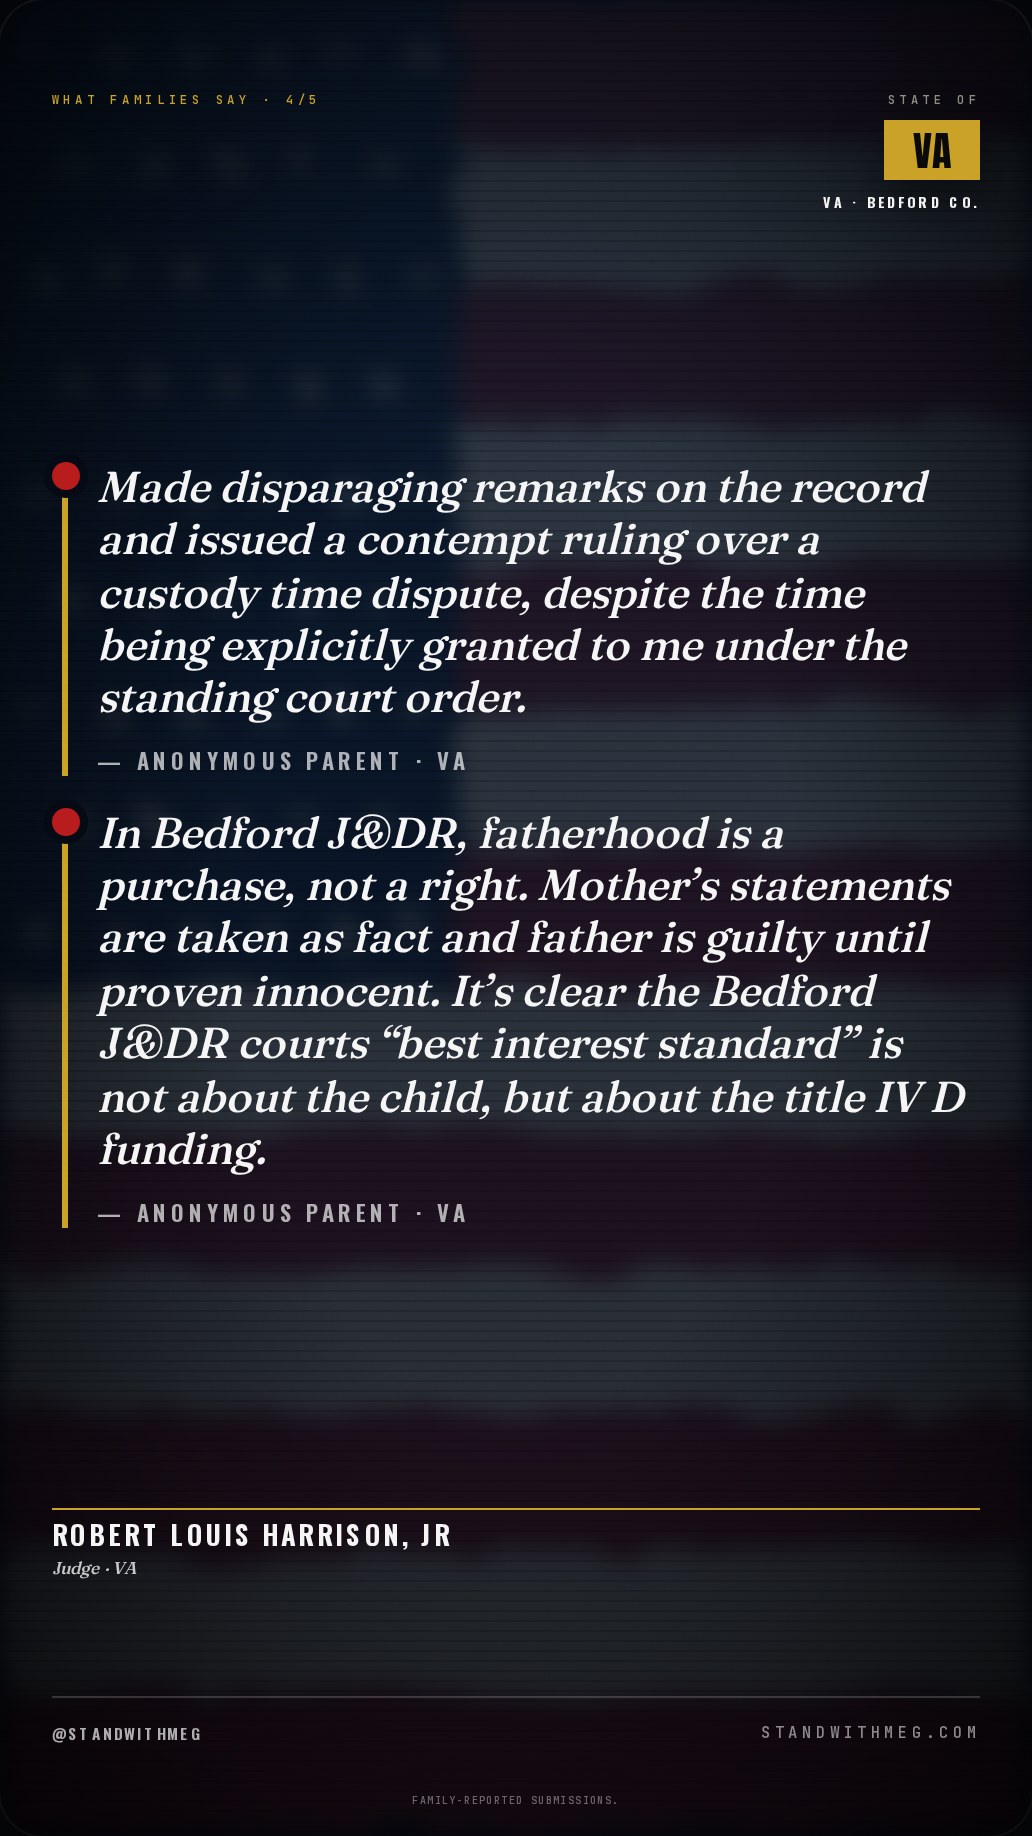 WHAT FAMILIES SAY · 4/5
STATE OF
VA
VA · BEDFORD CO.
Made disparaging remarks on the record
and issued a contempt ruling over a
custody time dispute, despite the time
being explicitly granted to me under the
standing court order.
— ANONYMOUS PARENT · VA
In Bedford J&DR, fatherhood is a
purchase, not a right. Mother’s statements
are taken as fact and father is guilty until
proven innocent. It’s clear the Bedford
J&DR courts “best interest standard” is
not about the child, but about the title IV D
funding.
— ANONYMOUS PARENT · VA
ROBERT LOUIS HARRISON, JR
Judge · VA
@STANDWITHMEG
STANDWITHMEG.COM
FAMILY-REPORTED SUBMISSIONS.